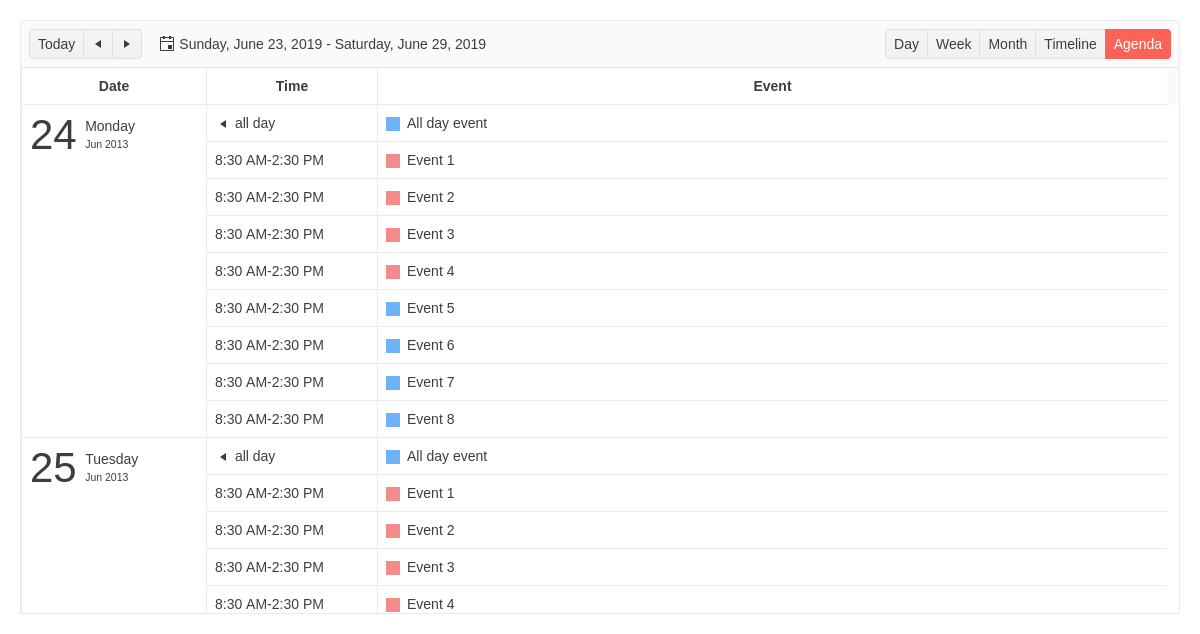 Today Sunday, June 23, 2019 - Saturday, June 29, 2019 Day Week Month Timeline Agenda
Date Time Event
24 Monday all day All day event
Jun 2013
8:30 AM-2:30 PM Event 1
8:30 AM-2:30 PM Event 2
8:30 AM-2:30 PM Event 3
8:30 AM-2:30 PM Event 4
8:30 AM-2:30 PM Event 5
8:30 AM-2:30 PM Event 6
8:30 AM-2:30 PM Event 7
8:30 AM-2:30 PM Event 8
25 Tuesday all day All day event
Jun 2013
8:30 AM-2:30 PM Event 1
8:30 AM-2:30 PM Event 2
8:30 AM-2:30 PM Event 3
8:30 AM-2:30 PM Event 4